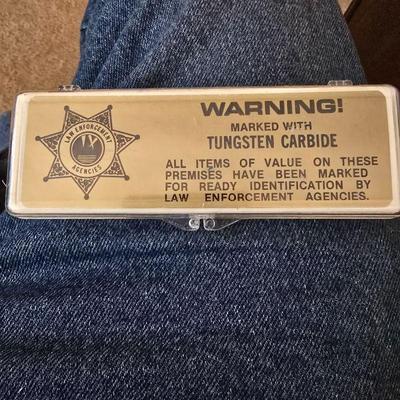 LAW ENFORCEMENT
AGENCIES
WARNING!
MARKED WITH
TUNGSTEN CARBIDE
ALL ITEMS OF VALUE ON THESE
PREMISES HAVE BEEN MARKED
FOR READY IDENTIFICATION BY
LAW ENFORCEMENT AGENCIES.